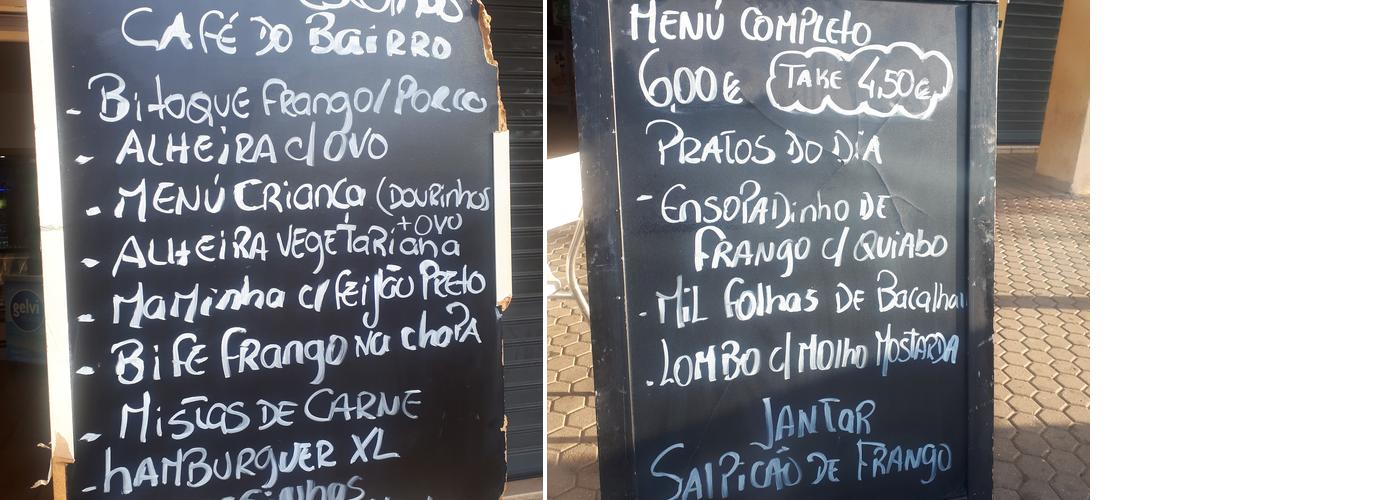 CAFÉ DO BAIRRO
- Bitoque Frango/Porco
- ALHEIRA c/ OVO
- MENÚ Criança (DOURinhos
+ OVO
- ALHEIRA VEGETARiana
- Maminha c/ Feijão PRETO
- BiFE frango na chaPA
- MisTas DE CARNE
- hAMBURguER XL
gelvi
MENÚ COMPLETO
6,00€ TAKE 4,50€
PRATOS DO DiA
- EnsoPADinho DE
FRANgo c/ QUiABO
- MiL Folhas DE Bacalhau
- LOMBO c/ MOlho MOSTARDA
JANTAR
SALPiCÃO DE FRANGO